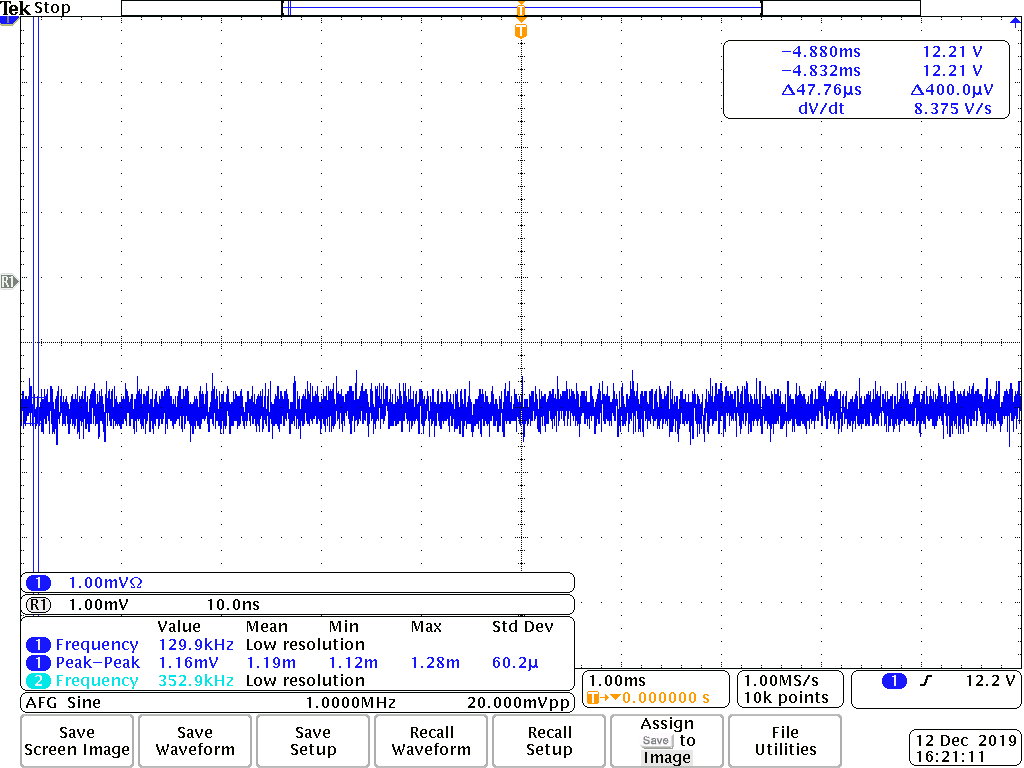 Tek Stop
T
T
1
−4.880ms 12.21 V
−4.832ms 12.21 V
Δ47.76µs Δ400.0µV
dV/dt 8.375 V/s
R1
1 1.00mVΩ
R1 1.00mV 10.0ns
Value Mean Min Max Std Dev
1 Frequency 129.9kHz Low resolution
1 Peak−Peak 1.16mV 1.19m 1.12m 1.28m 60.2µ
2 Frequency 352.9kHz Low resolution
AFG Sine 1.0000MHz 20.000mVpp
1.00ms
T→▼0.000000 s
1.00MS/s
10k points
1 12.2 V
Save
Screen Image
Save
Waveform
Save
Setup
Recall
Waveform
Recall
Setup
Assign
Save to
Image
File
Utilities
12 Dec 2019
16:21:11